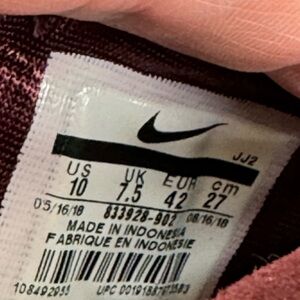 JJ2
US UK EUR cm
10 7.5 42 27
05/16/18 833928-902 08/16/18
MADE IN INDONESIA
FABRIQUE EN INDONESIE
UPC